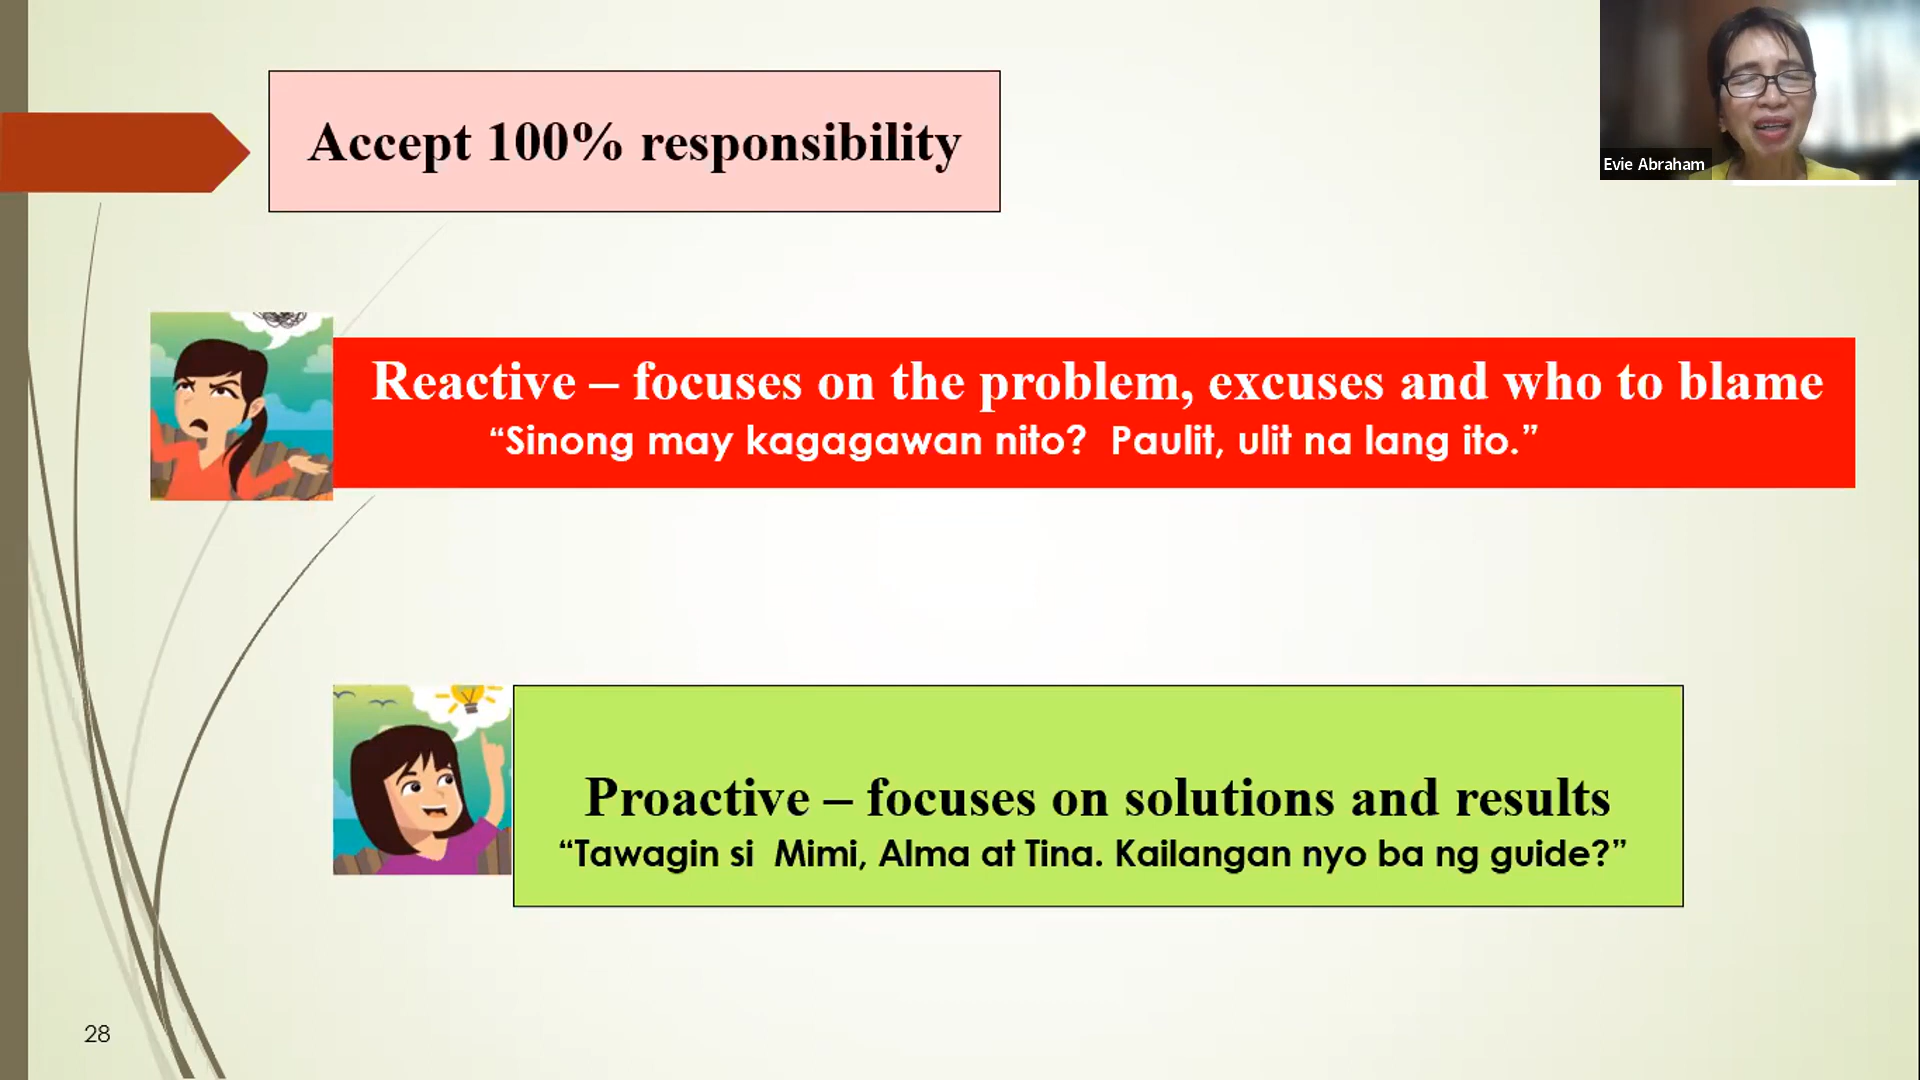 Accept 100% responsibility
Evie Abraham
Reactive – focuses on the problem, excuses and who to blame
“Sinong may kagagawan nito?  Paulit, ulit na lang ito.”
Proactive – focuses on solutions and results
“Tawagin si  Mimi, Alma at Tina. Kailangan nyo ba ng guide?”
28